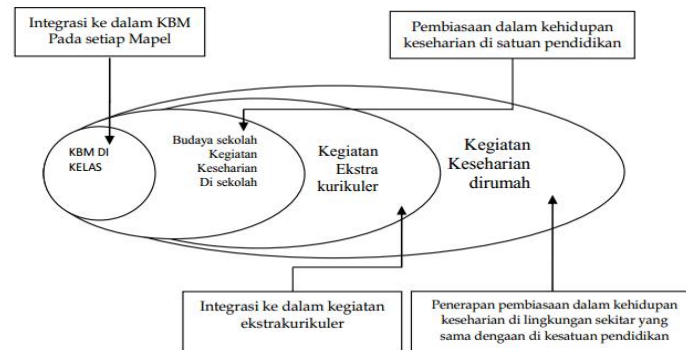 Integrasi ke dalam KBM
Pada setiap Mapel
Pembiasaan dalam kehidupan
keseharian di satuan pendidikan
KBM DI
KELAS
Budaya sekolah
Kegiatan
Keseharian
Di sekolah
Kegiatan
Ekstra
kurikuler
Kegiatan
Keseharian
dirumah
Integrasi ke dalam kegiatan
ekstrakurikuler
Penerapan pembiasaan dalam kehidupan
keseharian di lingkungan sekitar yang
sama dengaan di kesatuan pendidikan